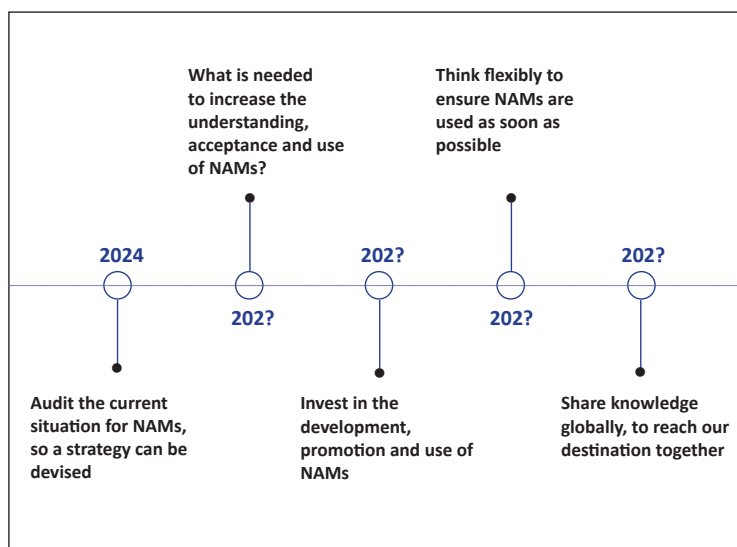 What is needed
to increase the
understanding,
acceptance and use
of NAMs?
Think flexibly to
ensure NAMs are
used as soon as
possible
2024
202?
202?
202?
202?
Audit the current
situation for NAMs,
so a strategy can be
devised
Invest in the
development,
promotion and use of
NAMs
Share knowledge
globally, to reach our
destination together